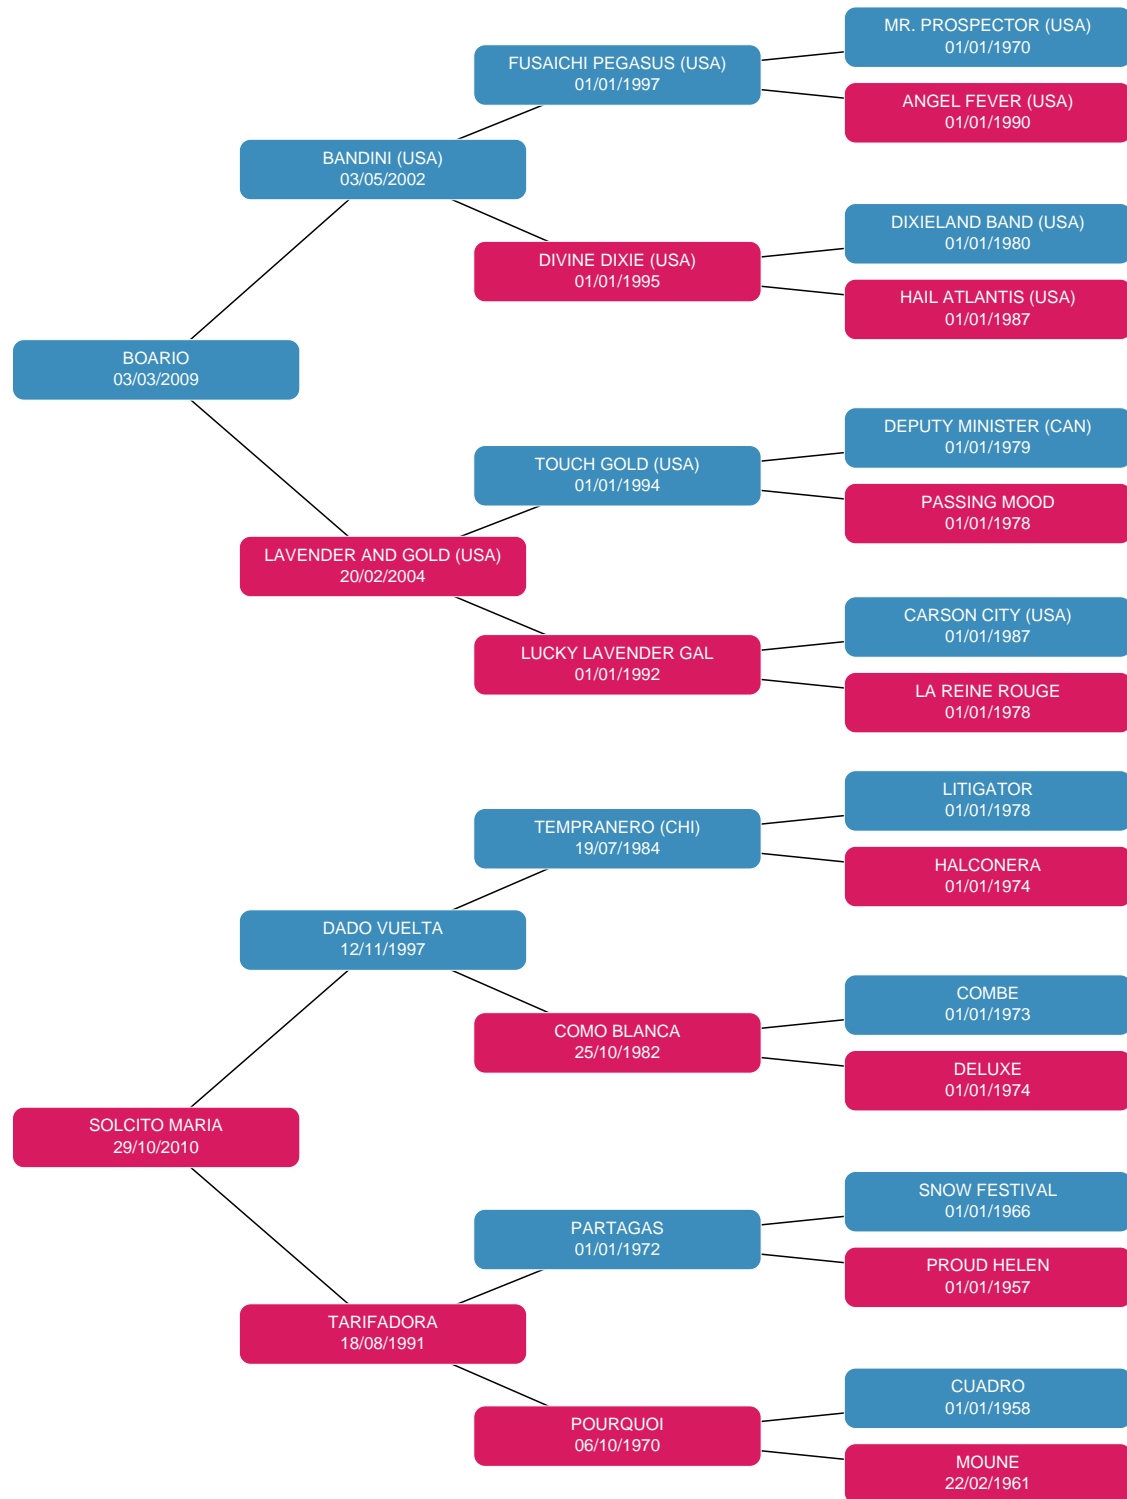 MR. PROSPECTOR (USA)
01/01/1970
FUSAICHI PEGASUS (USA)
01/01/1997
ANGEL FEVER (USA)
01/01/1990
BANDINI (USA)
03/05/2002
DIXIELAND BAND (USA)
01/01/1980
DIVINE DIXIE (USA)
01/01/1995
HAIL ATLANTIS (USA)
01/01/1987
BOARIO
03/03/2009
DEPUTY MINISTER (CAN)
01/01/1979
TOUCH GOLD (USA)
01/01/1994
PASSING MOOD
01/01/1978
LAVENDER AND GOLD (USA)
20/02/2004
CARSON CITY (USA)
01/01/1987
LUCKY LAVENDER GAL
01/01/1992
LA REINE ROUGE
01/01/1978
LITIGATOR
01/01/1978
TEMPRANERO (CHI)
19/07/1984
HALCONERA
01/01/1974
DADO VUELTA
12/11/1997
COMBE
01/01/1973
COMO BLANCA
25/10/1982
DELUXE
01/01/1974
SOLCITO MARIA
29/10/2010
SNOW FESTIVAL
01/01/1966
PARTAGAS
01/01/1972
PROUD HELEN
01/01/1957
TARIFADORA
18/08/1991
CUADRO
01/01/1958
POURQUOI
06/10/1970
MOUNE
22/02/1961